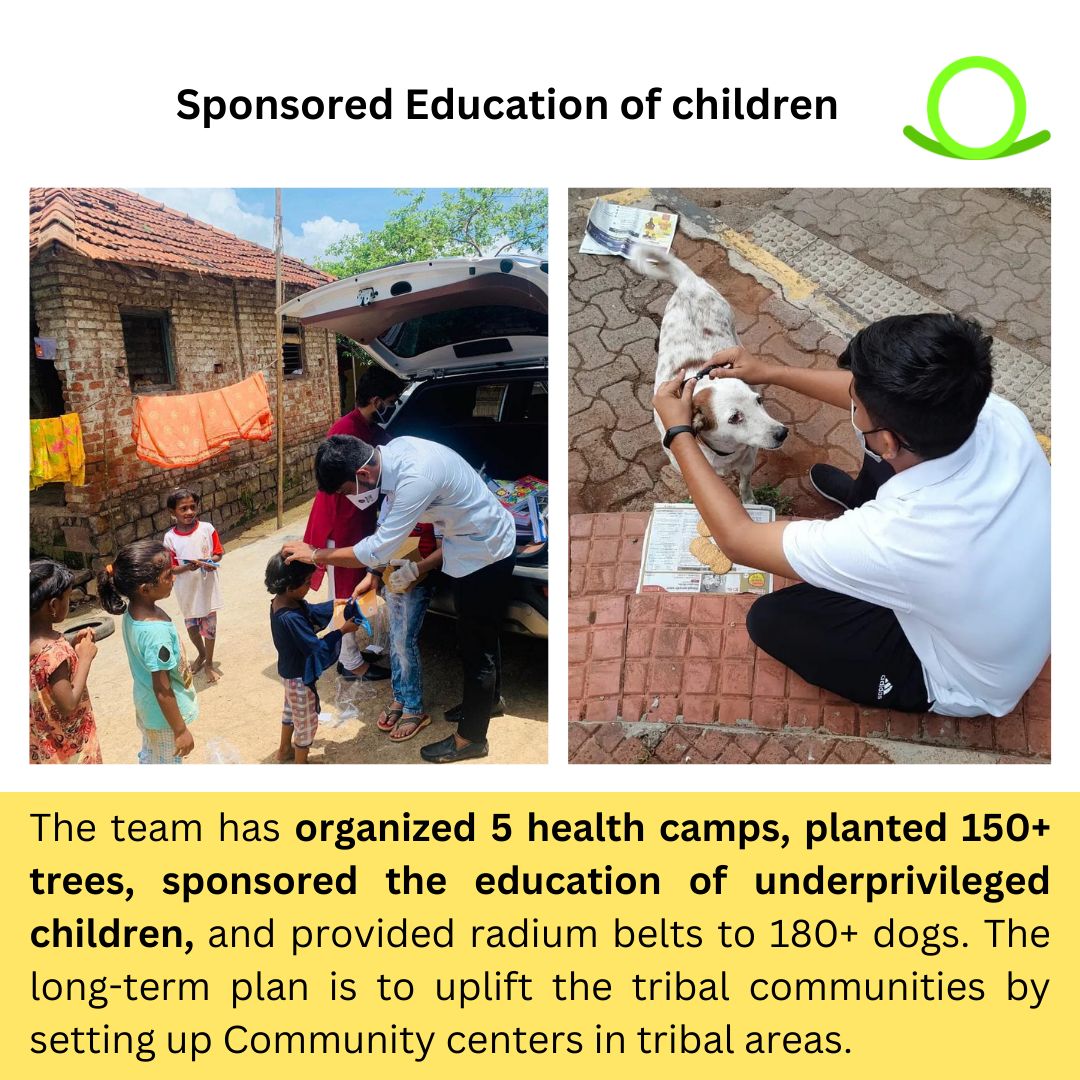 Sponsored Education of children
adidas
The team has organized 5 health camps, planted 150+
trees, sponsored the education of underprivileged
children, and provided radium belts to 180+ dogs. The
long-term plan is to uplift the tribal communities by
setting up Community centers in tribal areas.